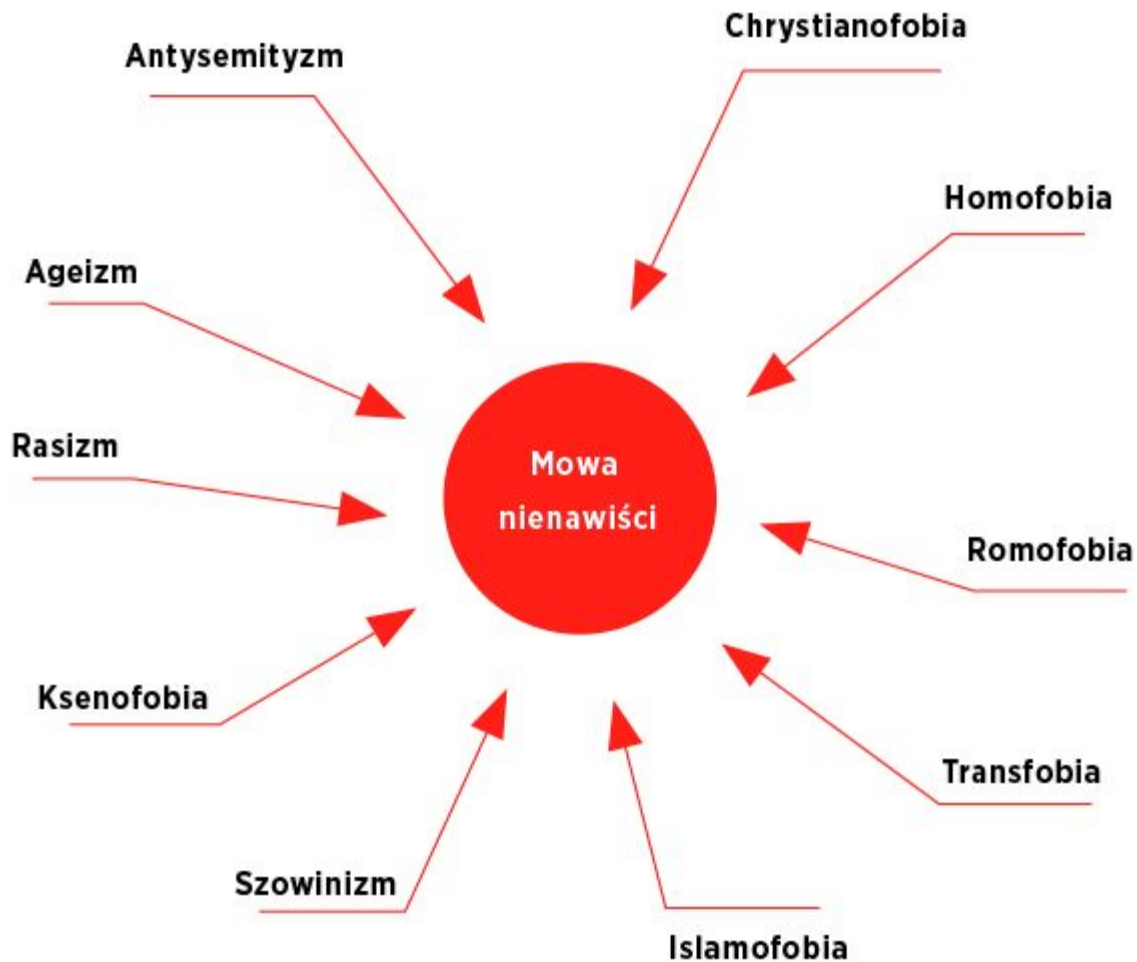 Chrystianofobia
Antysemityzm
Homofobia
Ageizm
Rasizm
Mowa
nienawiści
Romofobia
Ksenofobia
Transfobia
Szowinizm
Islamofobia